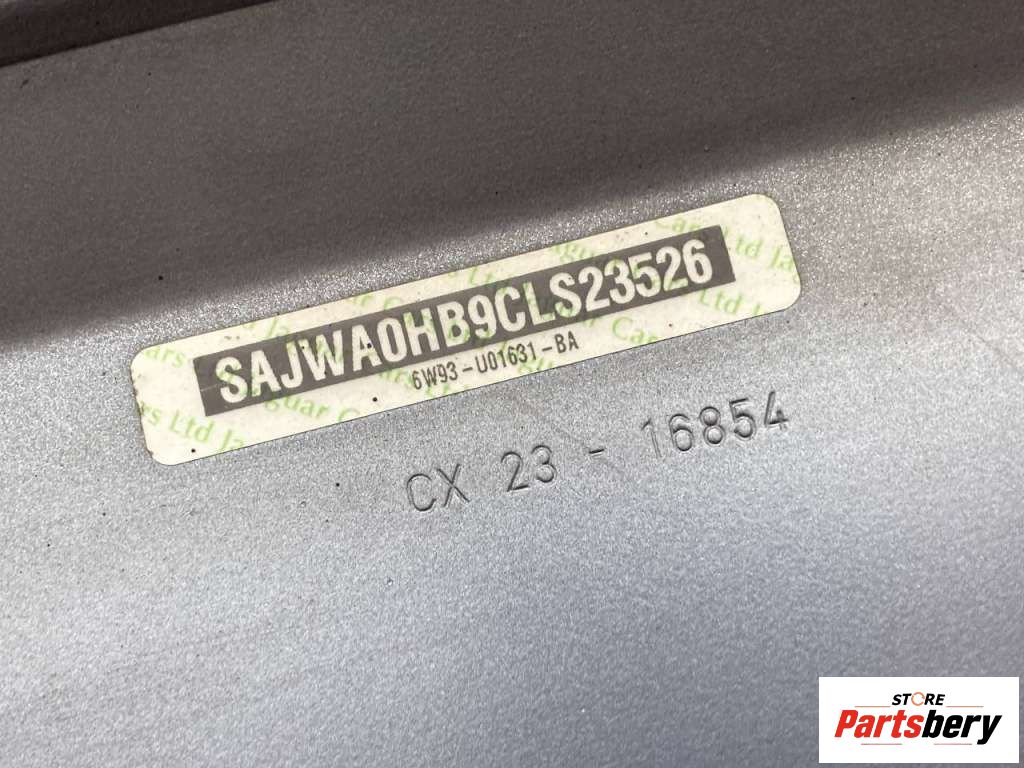 SAJWA0HB9CLS23526
6W93-U01631-BA
CX 23 - 16854
STORE
Partsbery